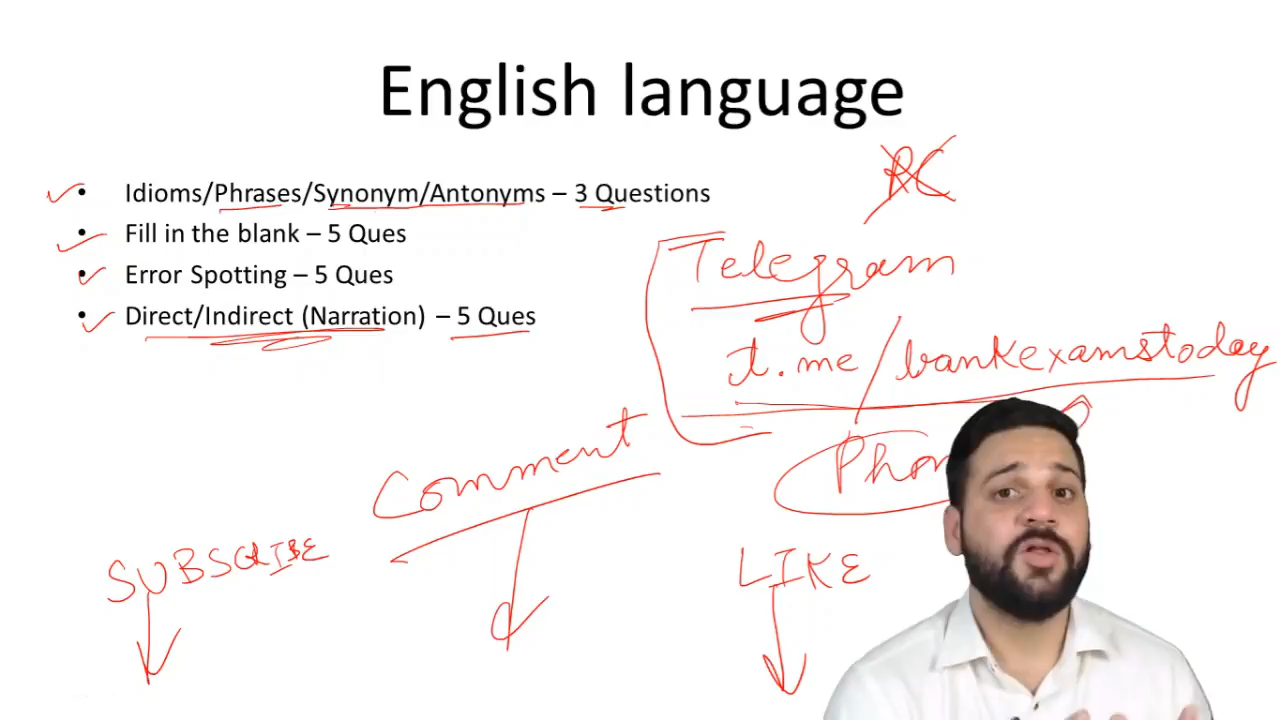 English language
RC
• Idioms/Phrases/Synonym/Antonyms – 3 Questions
• Fill in the blank – 5 Ques
• Error Spotting – 5 Ques
• Direct/Indirect (Narration) – 5 Ques
Telegram
t.me/bankexamstoday
Comment
SUBSCRIBE
LIKE